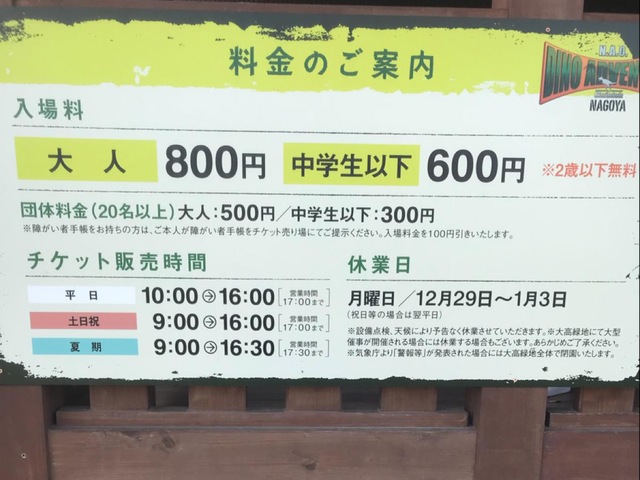 料金のご案内
N.A.U.
DINO ADVEN
NAGOYA
入場料
大人 800円 中学生以下 600円 ※2歳以下無料
団体料金（20名以上）大人：500円／中学生以下：300円
※障がい者手帳をお持ちの方は、ご本人が障がい者手帳をチケット売り場にてご提示ください。入場料金を100円引きいたします。
チケット販売時間
平日 10:00→16:00［営業時間 17:00まで］
土日祝 9:00→16:00［営業時間 17:00まで］
夏期 9:00→16:30［営業時間 17:30まで］
休業日
月曜日／12月29日～1月3日
（祝日等の場合は翌平日）
※設備点検、天候により予告なく休業させていただきます。※大高緑地にて大型
催事が開催される場合には休業する場合もございます。あらかじめご了承ください。
※気象庁より「警報等」が発表された場合には大高緑地全体で閉園いたします。